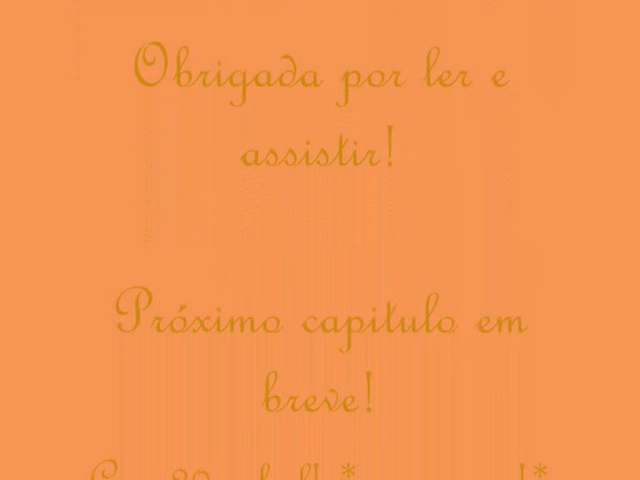 Obrigada por ler e
assistir!
Próximo capitulo em
breve!